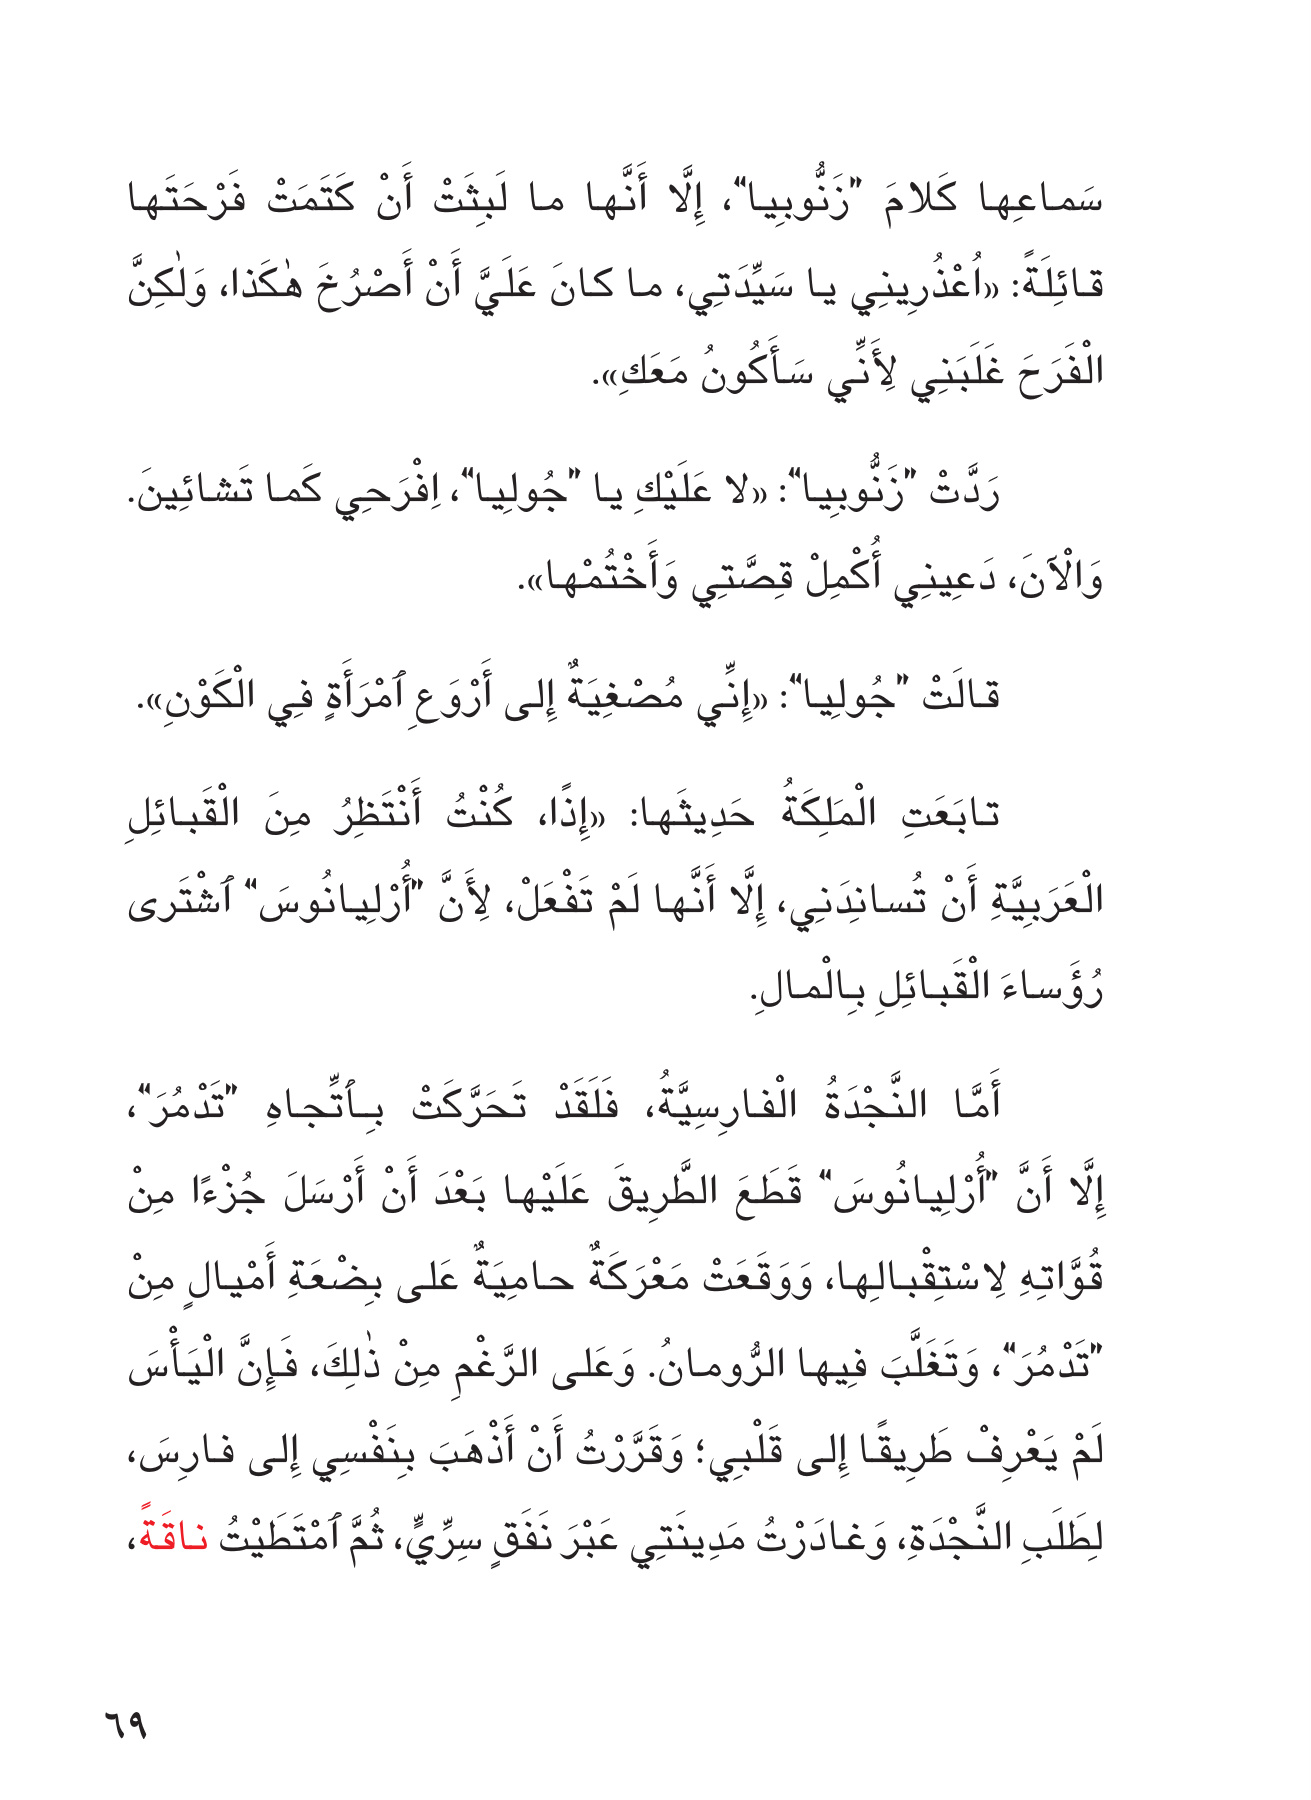 سَماعِها كَلامَ "زَنُّوبِيا"، إِلَّا أَنَّها ما لَبِثَتْ أَنْ كَتَمَتْ فَرْحَتَها
قائِلَةً: «اُعْذُرِينِي يا سَيِّدَتِي، ما كانَ عَلَيَّ أَنْ أَصْرُخَ هٰكَذا، وَلٰكِنَّ
الْفَرَحَ غَلَبَنِي لِأَنِّي سَأَكُونُ مَعَكِ».
رَدَّتْ "زَنُّوبِيا": «لا عَلَيْكِ يا "جُولِيا"، اِفْرَحِي كَما تَشائِينَ.
وَالْآنَ، دَعِينِي أُكْمِلْ قِصَّتِي وَأَخْتُمْها».
قالَتْ "جُولِيا": «إِنِّي مُصْغِيَةٌ إِلى أَرْوَعِ ٱمْرَأَةٍ فِي الْكَوْنِ».
تابَعَتِ الْمَلِكَةُ حَدِيثَها: «إِذًا، كُنْتُ أَنْتَظِرُ مِنَ الْقَبائِلِ
الْعَرَبِيَّةِ أَنْ تُسانِدَنِي، إِلَّا أَنَّها لَمْ تَفْعَلْ، لِأَنَّ "أُرْلِيانُوسَ" ٱشْتَرى
رُؤَساءَ الْقَبائِلِ بِالْمالِ.
أَمَّا النَّجْدَةُ الْفارِسِيَّةُ، فَلَقَدْ تَحَرَّكَتْ بِٱتِّجاهِ "تَدْمُرَ"،
إِلَّا أَنَّ "أُرْلِيانُوسَ" قَطَعَ الطَّرِيقَ عَلَيْها بَعْدَ أَنْ أَرْسَلَ جُزْءًا مِنْ
قُوَّاتِهِ لِاسْتِقْبالِها، وَوَقَعَتْ مَعْرَكَةٌ حامِيَةٌ عَلى بِضْعَةِ أَمْيالٍ مِنْ
"تَدْمُرَ"، وَتَغَلَّبَ فِيها الرُّومانُ. وَعَلى الرَّغْمِ مِنْ ذٰلِكَ، فَإِنَّ الْيَأْسَ
لَمْ يَعْرِفْ طَرِيقًا إِلى قَلْبِي؛ وَقَرَّرْتُ أَنْ أَذْهَبَ بِنَفْسِي إِلى فارِسَ،
لِطَلَبِ النَّجْدَةِ، وَغادَرْتُ مَدِينَتِي عَبْرَ نَفَقٍ سِرِّيٍّ، ثُمَّ ٱمْتَطَيْتُ ناقَةً،
٦٩